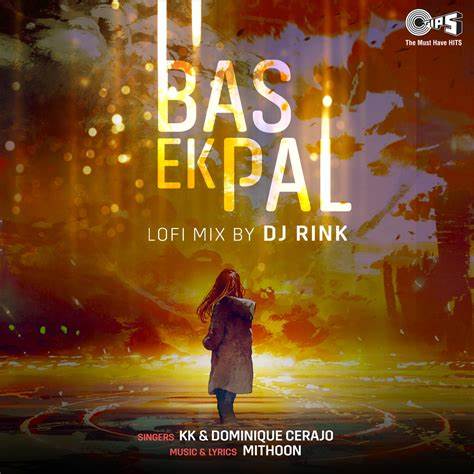 TIPS
The Must Have HITS
BAS
EK PAL
LOFI MIX BY DJ RINK
SINGERS KK & DOMINIQUE CERAJO
MUSIC & LYRICS MITHOON